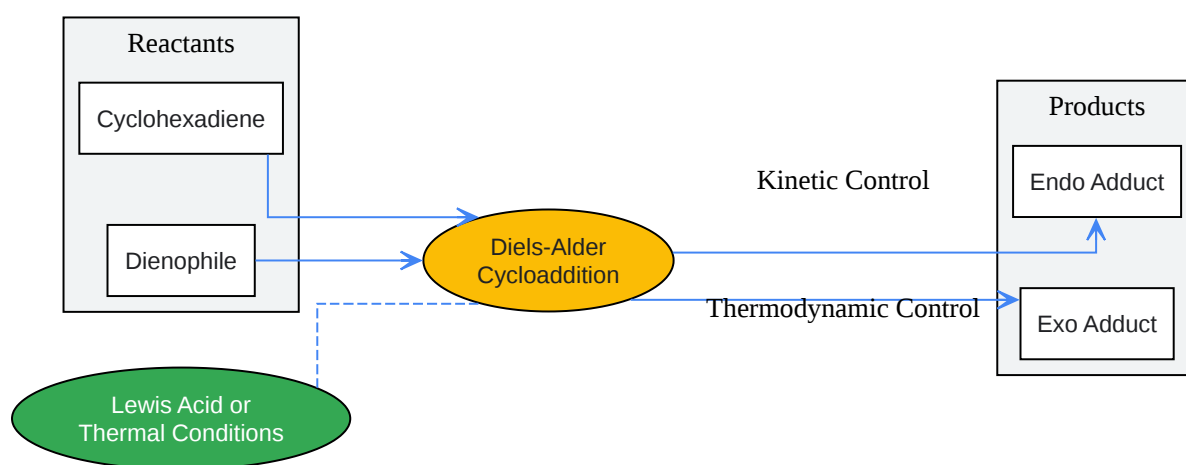 Reactants
Cyclohexadiene
Dienophile
Lewis Acid or
Thermal Conditions
Diels-Alder
Cycloaddition
Kinetic Control
Thermodynamic Control
Products
Endo Adduct
Exo Adduct